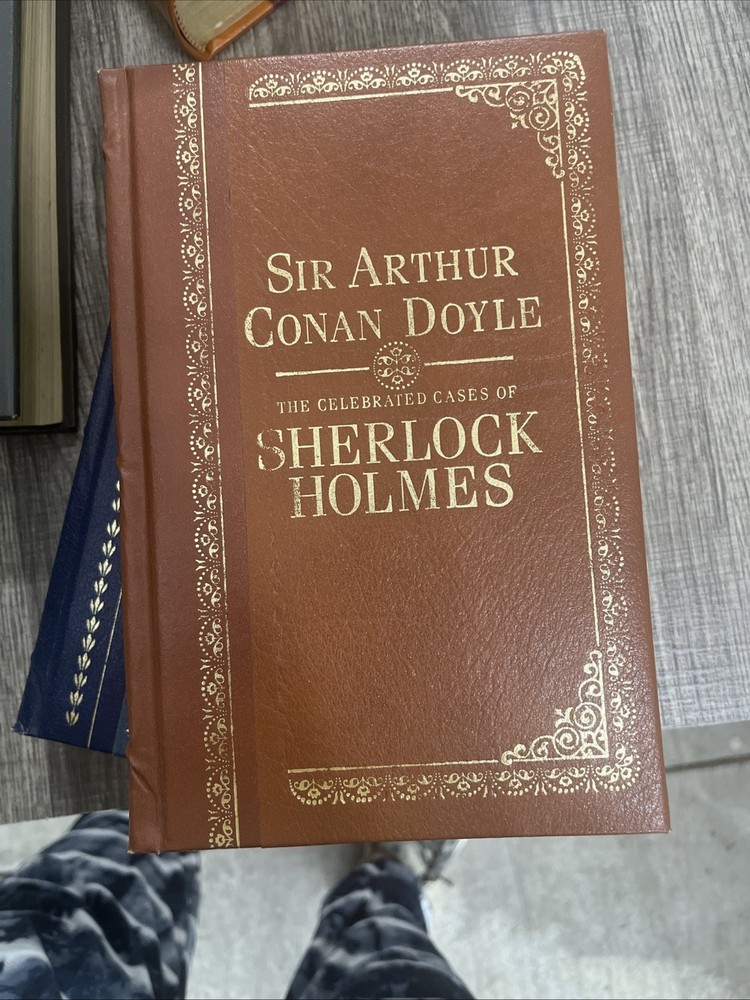 SIR ARTHUR
CONAN DOYLE
THE CELEBRATED CASES OF
SHERLOCK
HOLMES